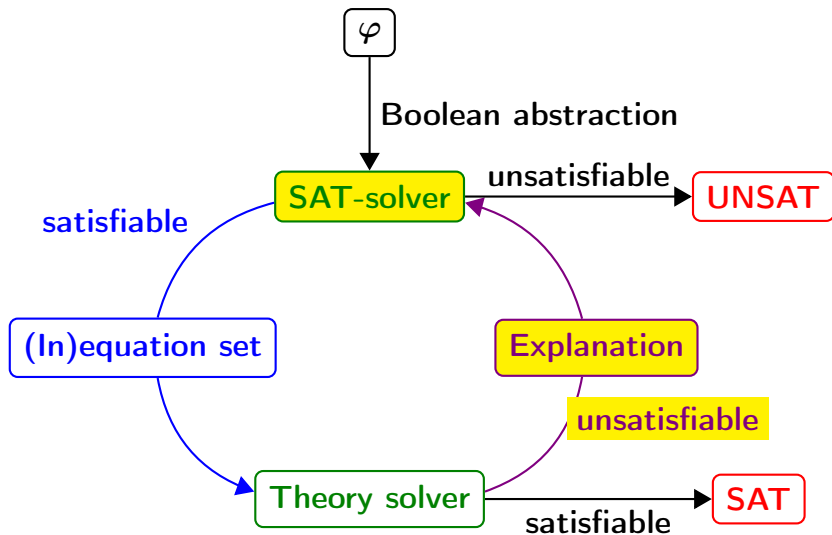 φ
Boolean abstraction
SAT-solver
unsatisfiable
UNSAT
satisfiable
(In)equation set
Explanation
unsatisfiable
Theory solver
satisfiable
SAT